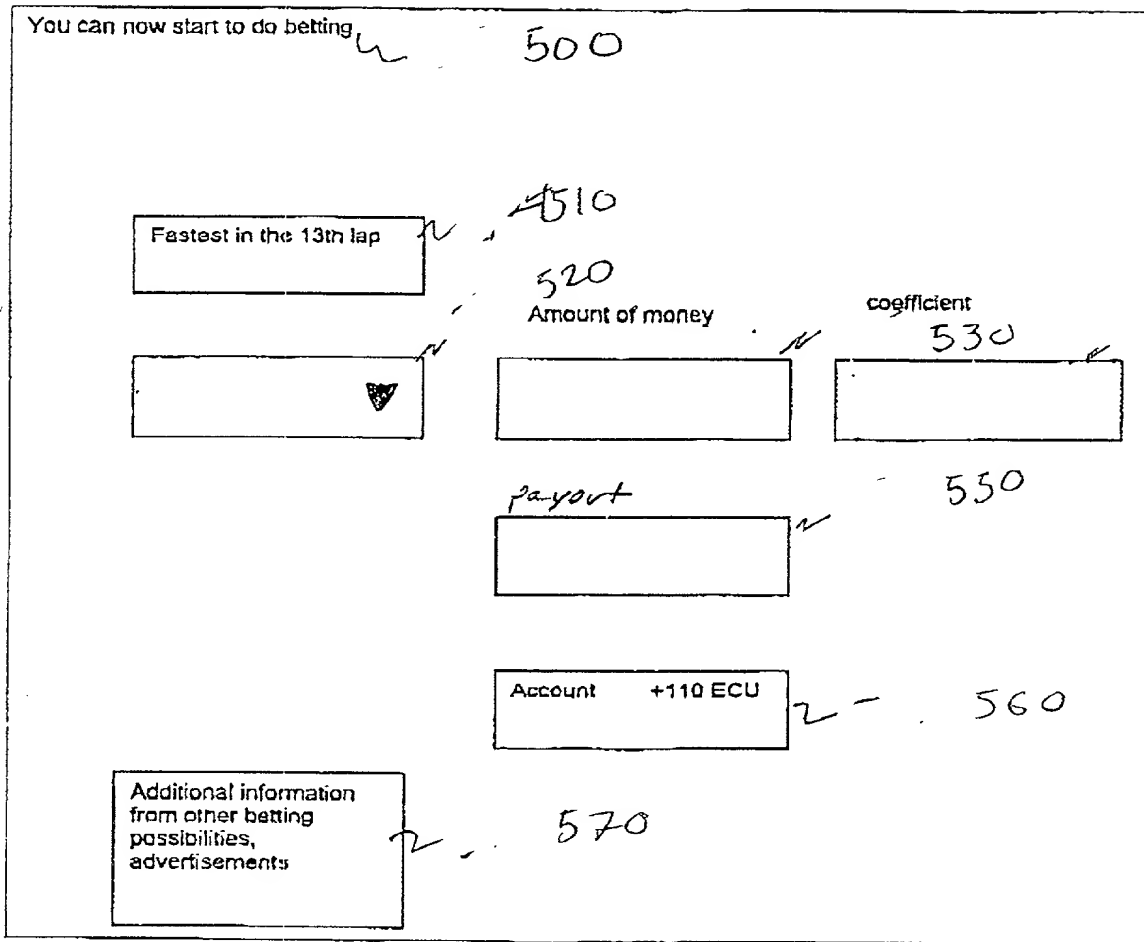 You can now start to do betting 500
510
Fastest in the 13th lap
520
Amount of money coefficient
530
payout 550
Account +110 ECU 560
Additional information
from other betting
possibilities,
advertisements
570